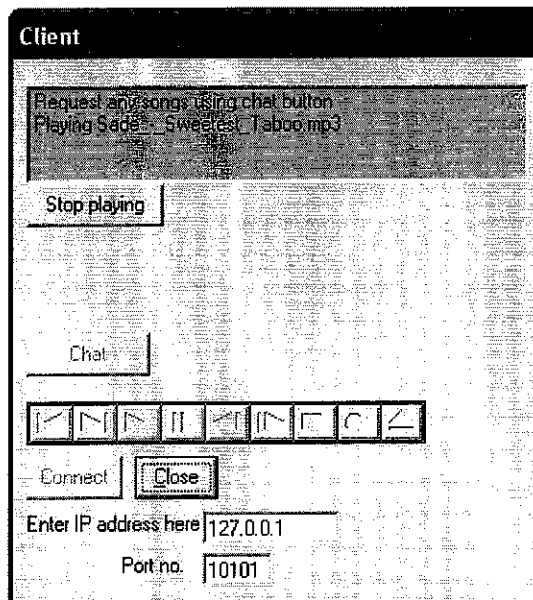 Client
Request any songs using chat button
Playing Sade_-_Sweetest_Taboo.mp3
Stop playing
Chat
Connect Close
Enter IP address here 127.0.0.1
Port no. 10101